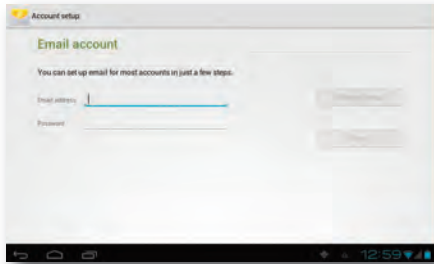 Account setup
Email account
You can set up email for most accounts in just a few steps.
Email address
Password
12:59